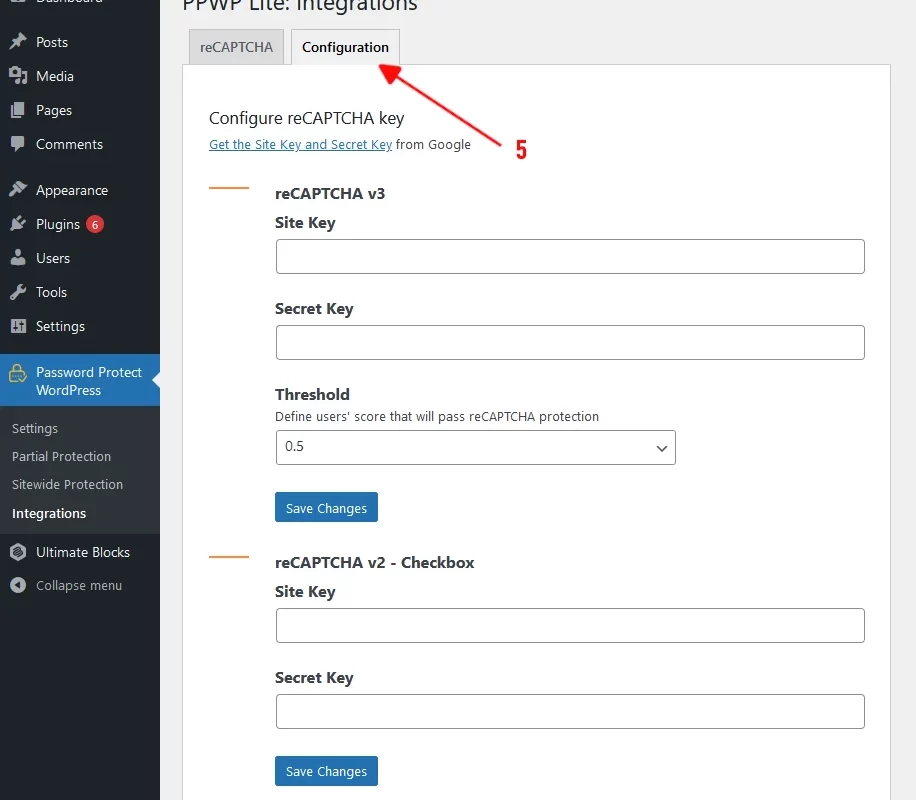 Dashboard
Posts
Media
Pages
Comments
Appearance
Plugins 6
Users
Tools
Settings
Password Protect
WordPress
Settings
Partial Protection
Sitewide Protection
Integrations
Ultimate Blocks
Collapse menu
PPWP Lite: Integrations
reCAPTCHA Configuration
5
Configure reCAPTCHA key
Get the Site Key and Secret Key from Google
reCAPTCHA v3
Site Key
Secret Key
Threshold
Define users' score that will pass reCAPTCHA protection
0.5
Save Changes
reCAPTCHA v2 - Checkbox
Site Key
Secret Key
Save Changes